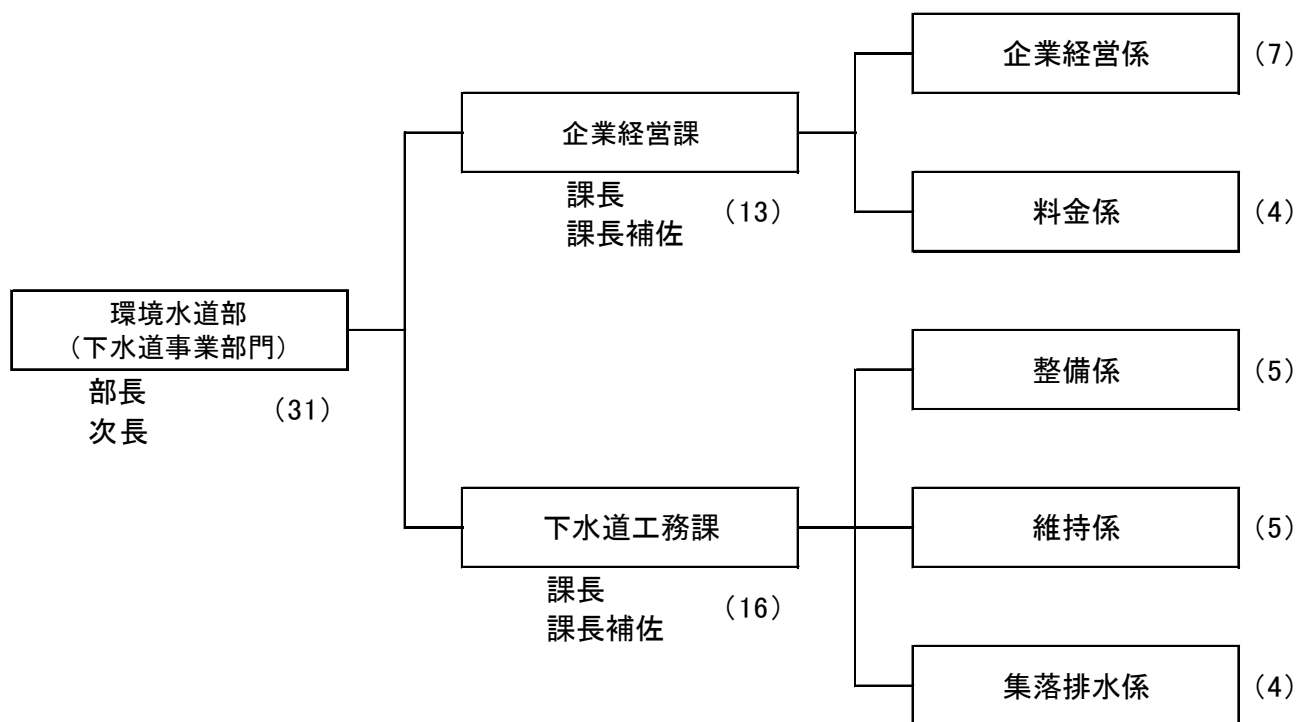 環境水道部
（下水道事業部門）
部長
次長
（31）
企業経営課
課長
課長補佐
（13）
企業経営係
（7）
料金係
（4）
下水道工務課
課長
課長補佐
（16）
整備係
（5）
維持係
（5）
集落排水係
（4）